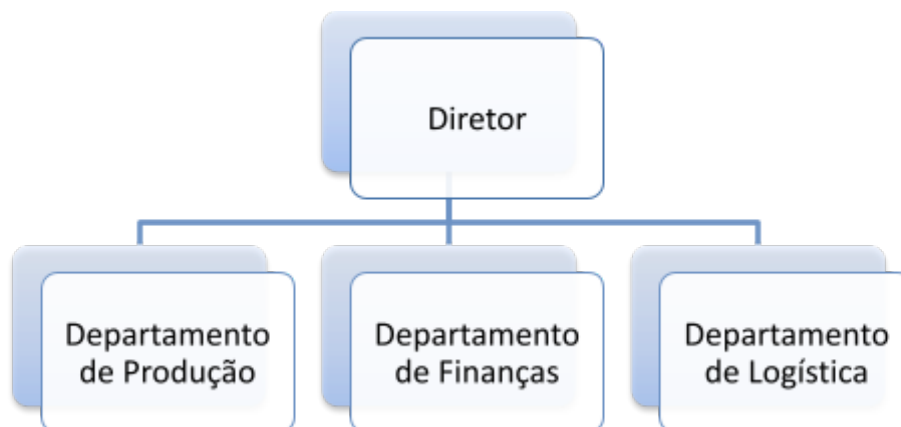 Diretor
Departamento
de Produção
Departamento
de Finanças
Departamento
de Logística